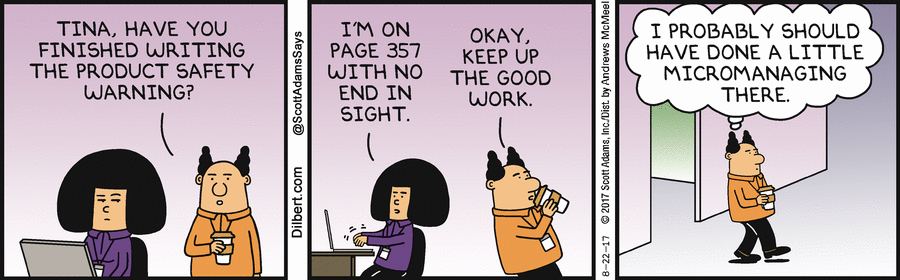 TINA, HAVE YOU
FINISHED WRITING
THE PRODUCT SAFETY
WARNING?
Dilbert.com @ScottAdamsSays
I'M ON
PAGE 357
WITH NO
END IN
SIGHT.
OKAY,
KEEP UP
THE GOOD
WORK.
8-22-17 © 2017 Scott Adams, Inc./Dist. by Andrews McMeel
I PROBABLY SHOULD
HAVE DONE A LITTLE
MICROMANAGING
THERE.